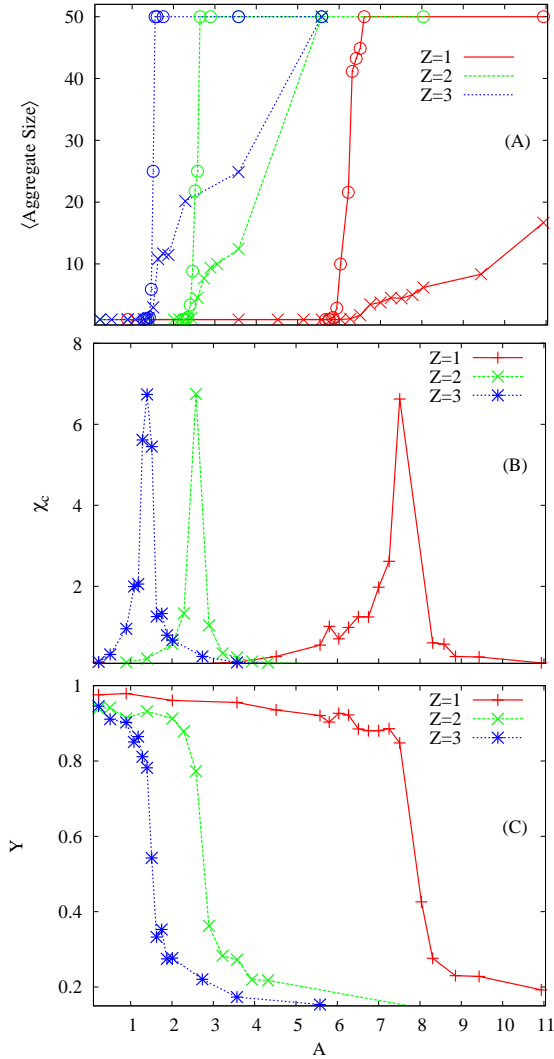 50
40
30
20
10
⟨Aggregate Size⟩
Z=1
Z=2
Z=3
(A)
8
6
4
2
χc
Z=1
Z=2
Z=3
(B)
1
0.8
0.6
0.4
0.2
Y
Z=1
Z=2
Z=3
(C)
1 2 3 4 5 6 7 8 9 10 11
A